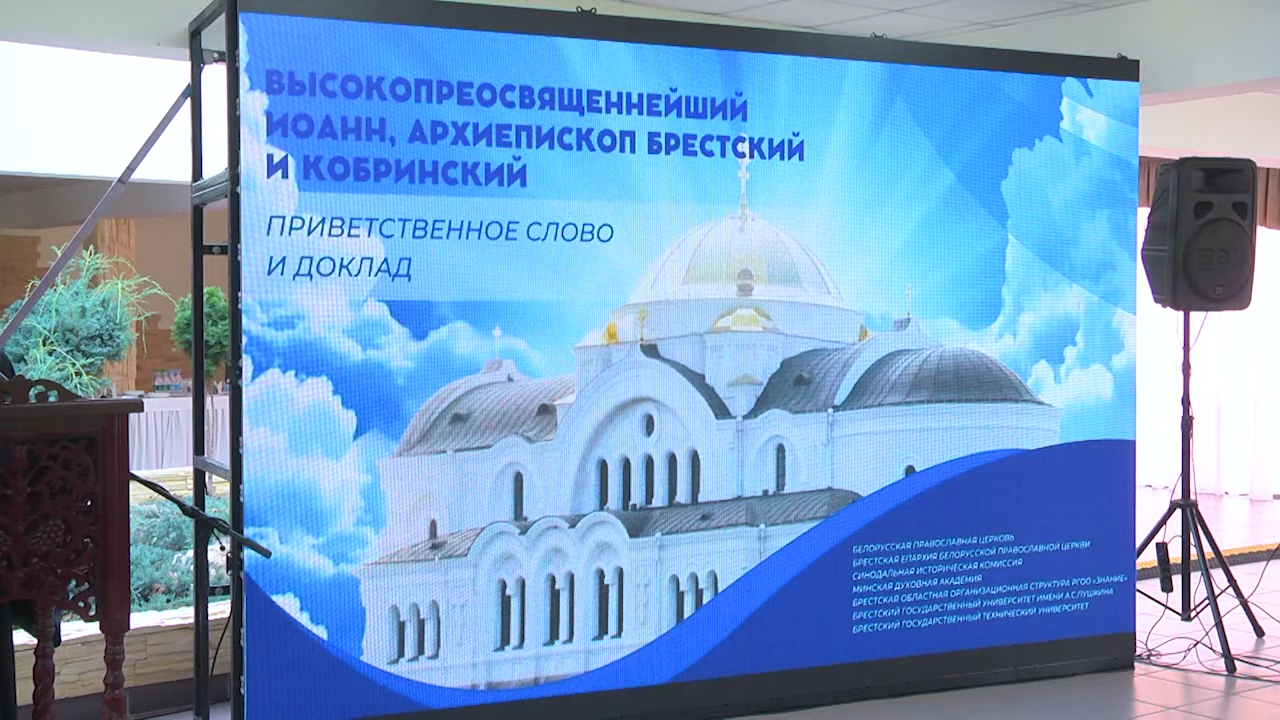 ВЫСОКОПРЕОСВЯЩЕННЕЙШИЙ
ИОАНН, АРХИЕПИСКОП БРЕСТСКИЙ
И КОБРИНСКИЙ
ПРИВЕТСТВЕННОЕ СЛОВО
И ДОКЛАД
БЕЛОРУССКАЯ ПРАВОСЛАВНАЯ ЦЕРКОВЬ
БРЕСТСКАЯ ЕПАРХИЯ БЕЛОРУССКОЙ ПРАВОСЛАВНОЙ ЦЕРКВИ
СИНОДАЛЬНАЯ ИСТОРИЧЕСКАЯ КОМИССИЯ
МИНСКАЯ ДУХОВНАЯ АКАДЕМИЯ
БРЕСТСКАЯ ОБЛАСТНАЯ ОРГАНИЗАЦИОННАЯ СТРУКТУРА РГОО «ЗНАНИЕ»
БРЕСТСКИЙ ГОСУДАРСТВЕННЫЙ УНИВЕРСИТЕТ ИМЕНИ А.С.ПУШКИНА
БРЕСТСКИЙ ГОСУДАРСТВЕННЫЙ ТЕХНИЧЕСКИЙ УНИВЕРСИТЕТ